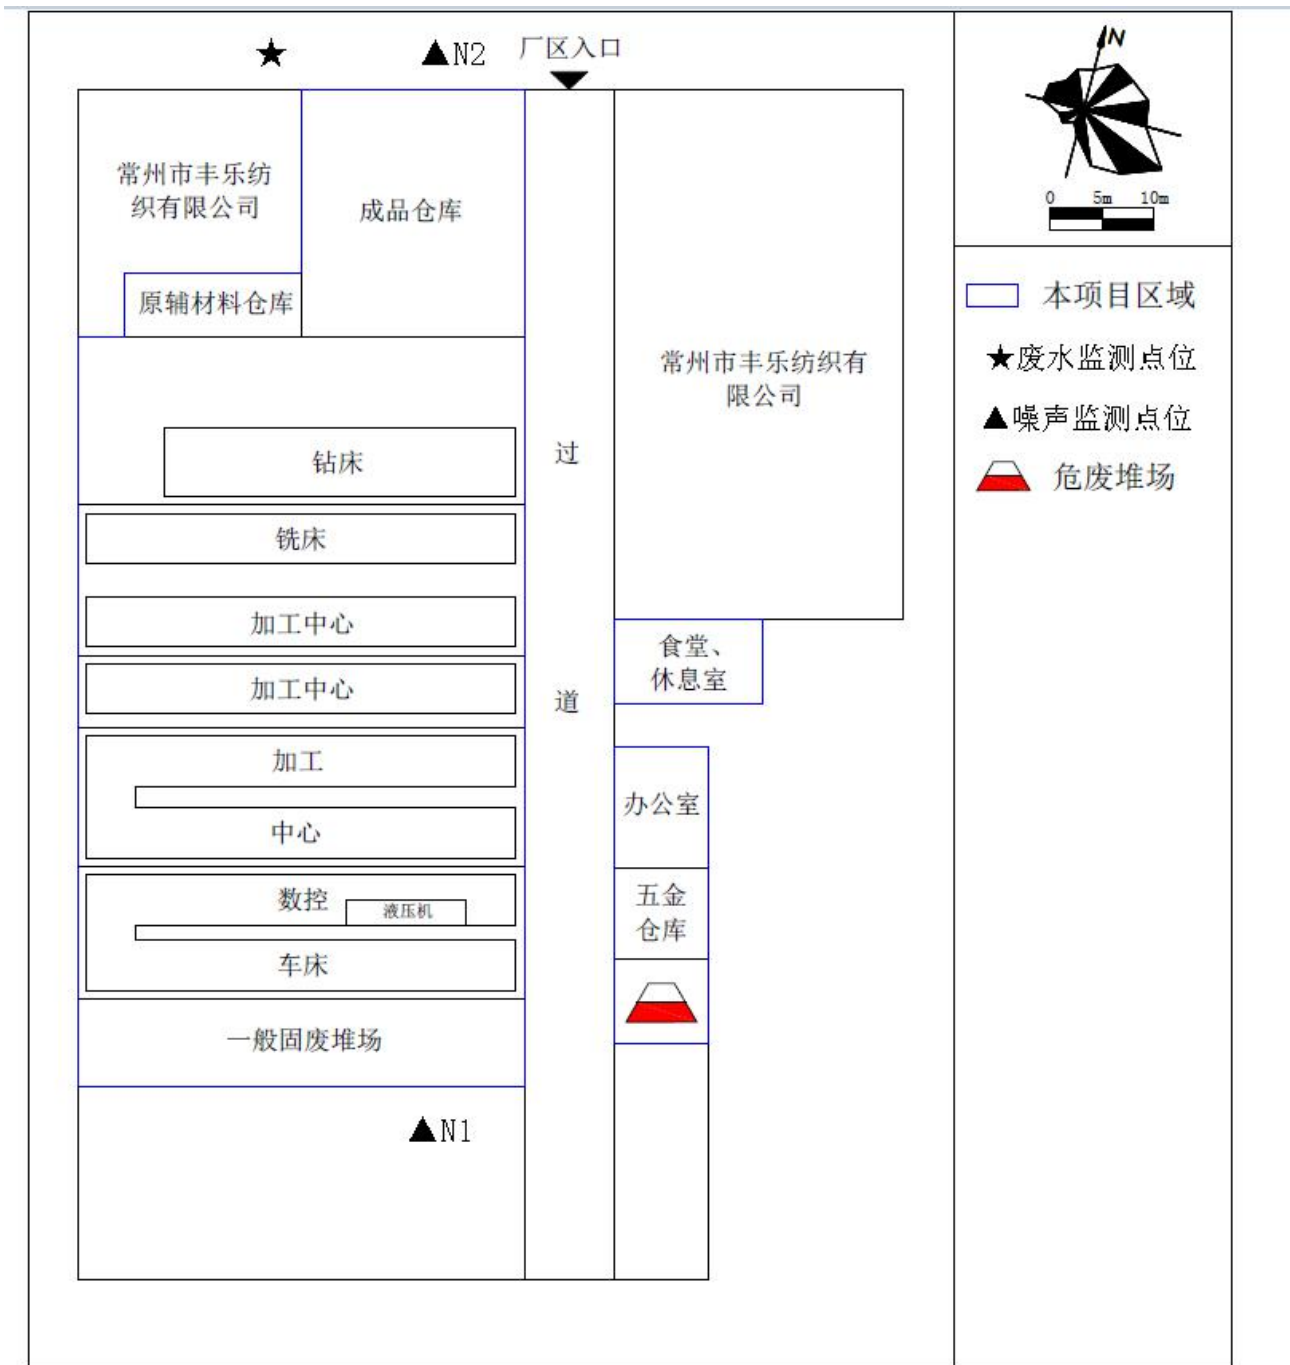 N2
厂区入口
常州市丰乐纺
织有限公司
成品仓库
原辅材料仓库
常州市丰乐纺织有
限公司
钻床
过
铣床
加工中心
食堂、
休息室
加工中心
道
加工
中心
办公室
数控
液压机
车床
五金
仓库
一般固废堆场
N1
N
0 5m 10m
本项目区域
★废水监测点位
▲噪声监测点位
危废堆场